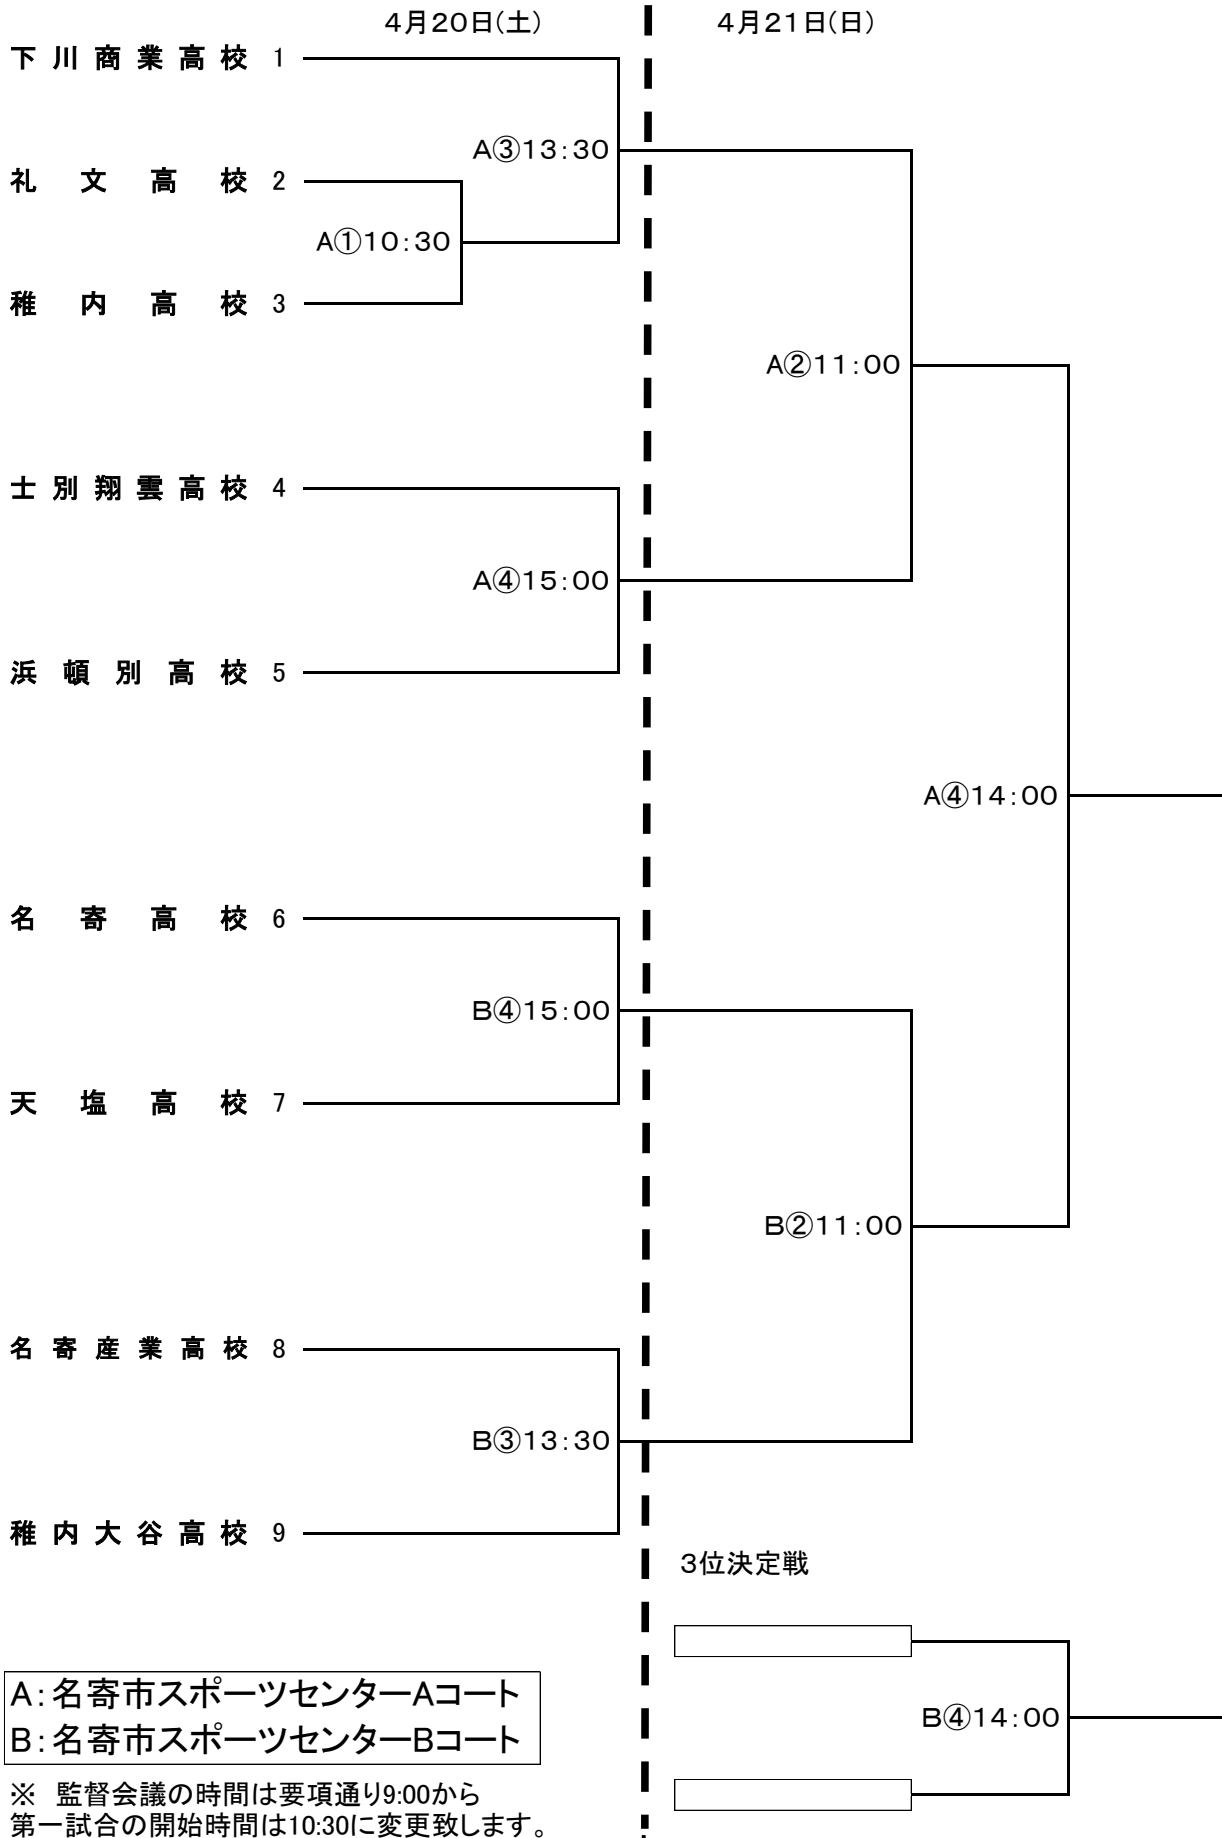 4月20日(土)
4月21日(日)
下川商業高校 1
A③13:30
礼文高校 2
A①10:30
稚内高校 3
A②11:00
士別翔雲高校 4
A④15:00
浜頓別高校 5
A④14:00
名寄高校 6
B④15:00
天塩高校 7
B②11:00
名寄産業高校 8
B③13:30
稚内大谷高校 9
3位決定戦
A:名寄市スポーツセンターAコート
B:名寄市スポーツセンターBコート
B④14:00
※ 監督会議の時間は要項通り9:00から
第一試合の開始時間は10:30に変更致します。